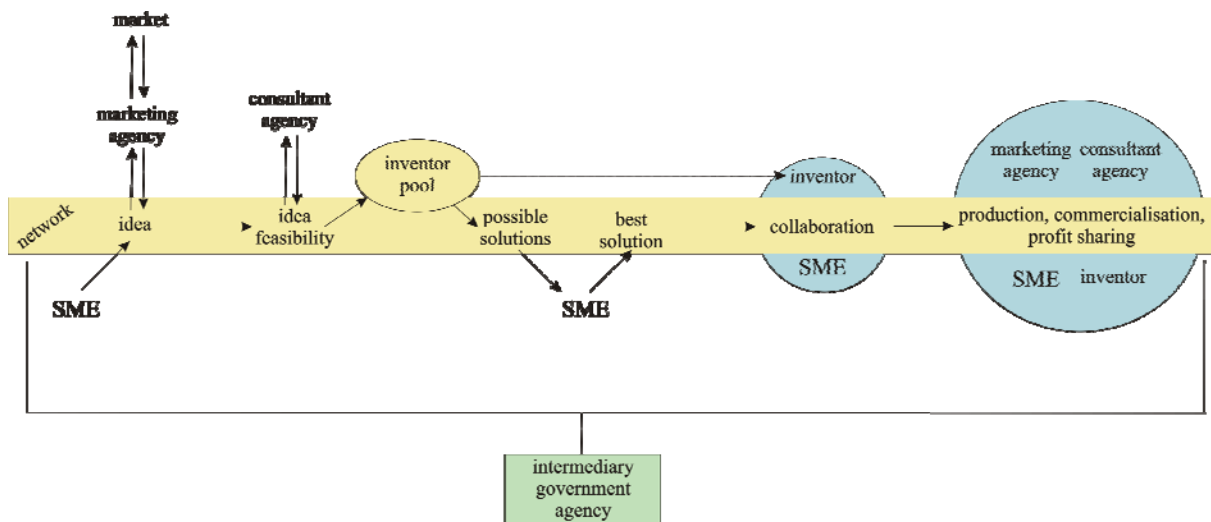 market
marketing
agency
consultant
agency
inventor
pool
marketing
agency
consultant
agency
inventor
network
idea
idea
feasibility
possible
solutions
best
solution
collaboration
production, commercialisation,
profit sharing
SME
SME
SME
SME
inventor
intermediary
government
agency